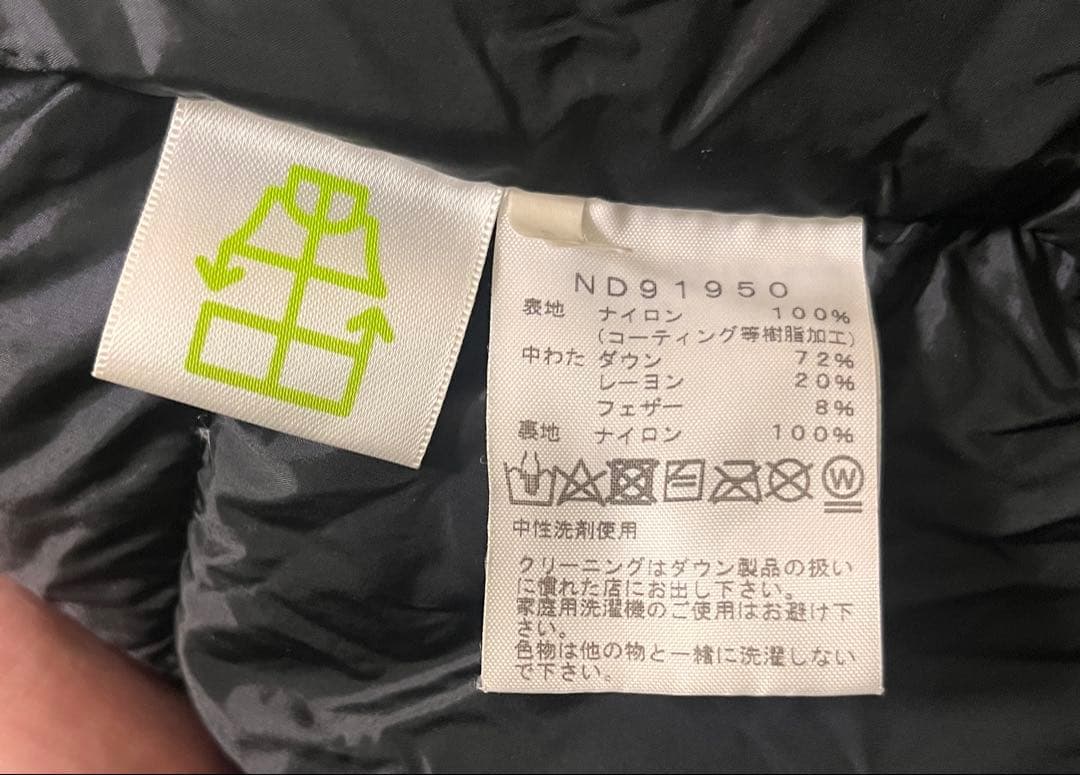 ND91950
表地 ナイロン 100%
(コーティング等樹脂加工)
中わた ダウン 72%
レーヨン 20%
フェザー 8%
裏地 ナイロン 100%
W
中性洗剤使用
クリーニングはダウン製品の扱い
に慣れた店にお出し下さい。
家庭用洗濯機のご使用はお避け下
さい。
色物は他の物と一緒に洗濯しない
で下さい。